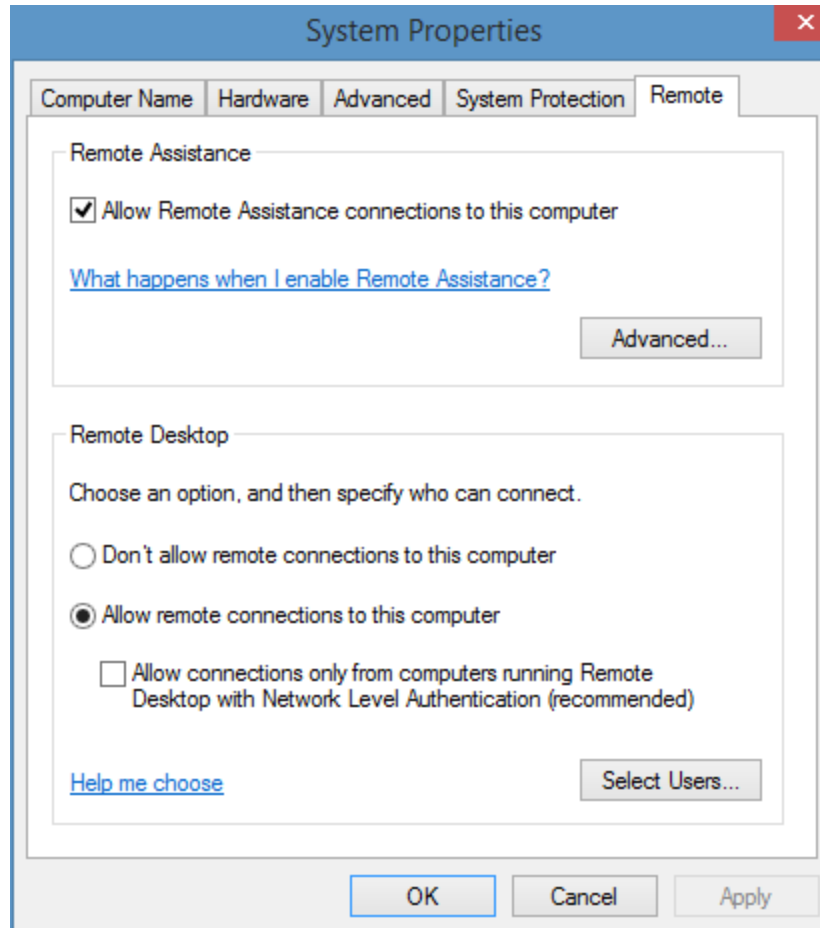 System Properties
Computer Name
Hardware
Advanced
System Protection
Remote
Remote Assistance
Allow Remote Assistance connections to this computer
What happens when I enable Remote Assistance?
Advanced...
Remote Desktop
Choose an option, and then specify who can connect.
Don't allow remote connections to this computer
Allow remote connections to this computer
Allow connections only from computers running Remote
Desktop with Network Level Authentication (recommended)
Help me choose
Select Users...
OK
Cancel
Apply